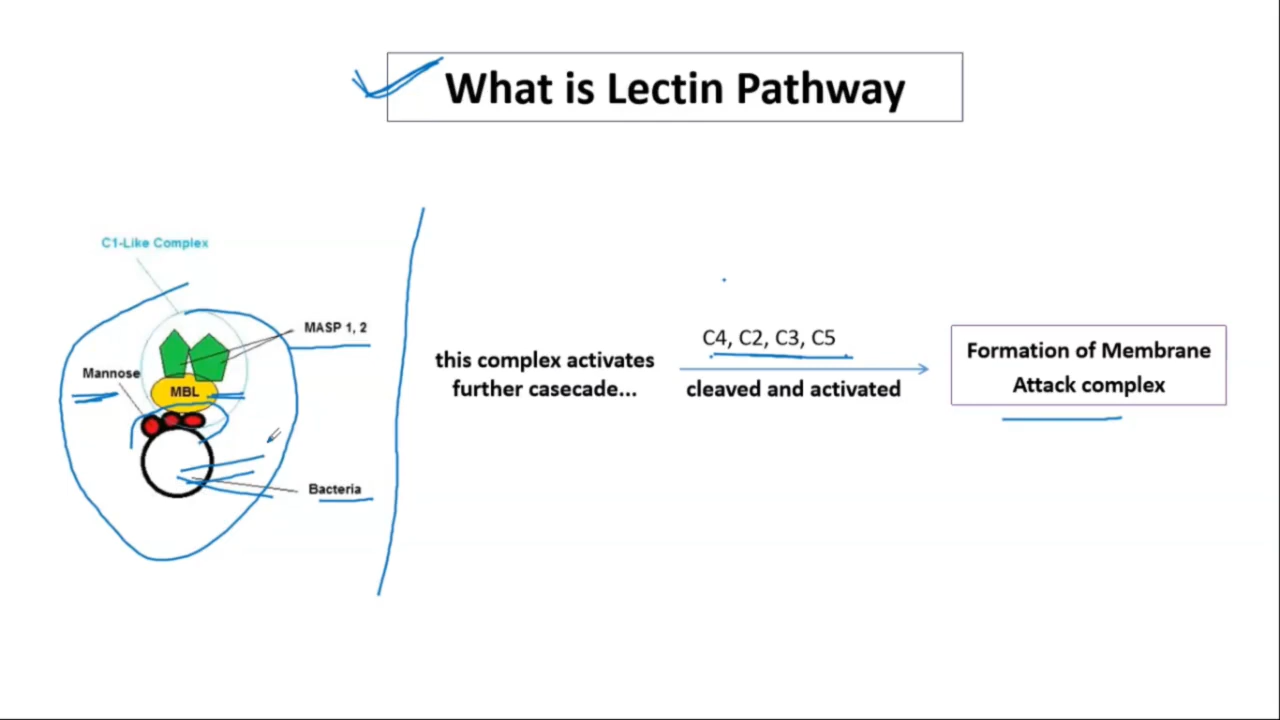 What is Lectin Pathway
C1-Like Complex
MASP 1, 2
Mannose
MBL
Bacteria
this complex activates
further casecade...
C4, C2, C3, C5
cleaved and activated
Formation of Membrane
Attack complex